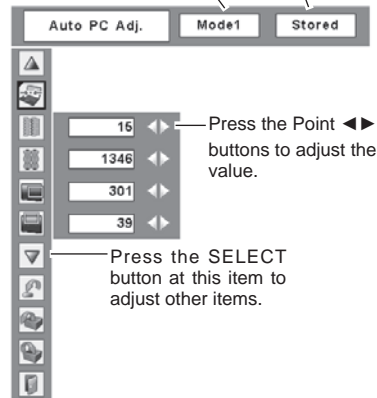 Auto PC Adj. Mode1 Stored
15
Press the Point ◄►
buttons to adjust the
value.
1346
301
39
Press the SELECT
button at this item to
adjust other items.